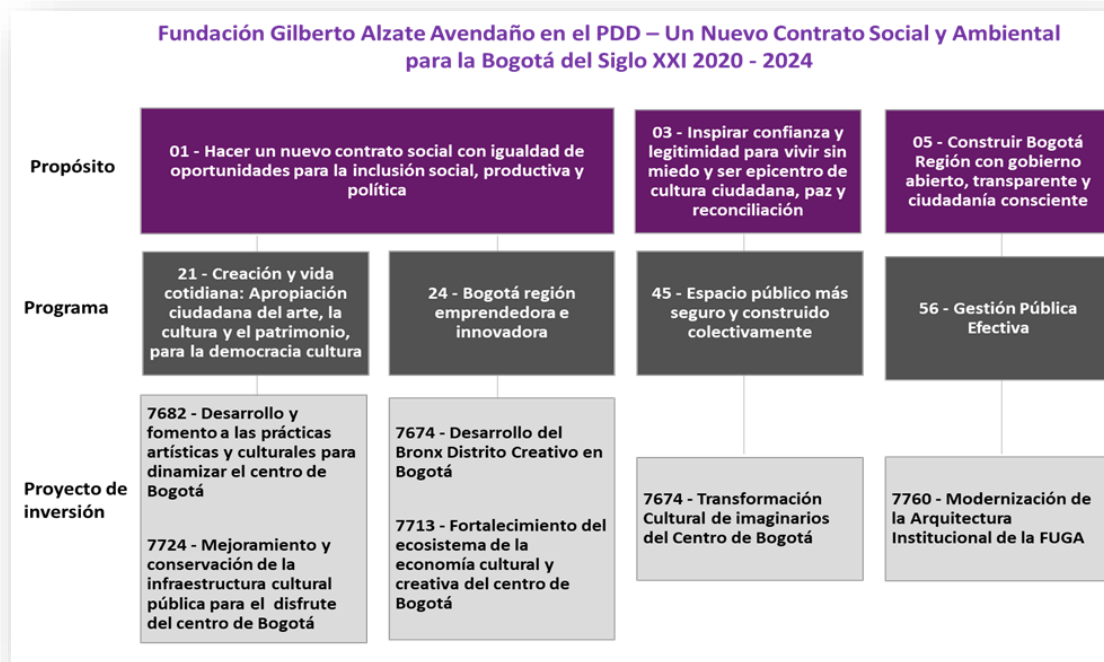 Fundación Gilberto Alzate Avendaño en el PDD – Un Nuevo Contrato Social y Ambiental
para la Bogotá del Siglo XXI 2020 - 2024
Propósito
01 - Hacer un nuevo contrato social con igualdad de
oportunidades para la inclusión social, productiva y
política
03 - Inspirar confianza y
legitimidad para vivir sin
miedo y ser epicentro de
cultura ciudadana, paz y
reconciliación
05 - Construir Bogotá
Región con gobierno
abierto, transparente y
ciudadanía consciente
Programa
21 - Creación y vida
cotidiana: Apropiación
ciudadana del arte, la
cultura y el patrimonio,
para la democracia cultura
24 - Bogotá región
emprendedora e
innovadora
45 - Espacio público más
seguro y construido
colectivamente
56 - Gestión Pública
Efectiva
Proyecto de
inversión
7682 - Desarrollo y
fomento a las prácticas
artísticas y culturales para
dinamizar el centro de
Bogotá
7724 - Mejoramiento y
conservación de la
infraestructura cultural
pública para el disfrute
del centro de Bogotá
7674 - Desarrollo del
Bronx Distrito Creativo en
Bogotá
7713 - Fortalecimiento del
ecosistema de la
economía cultural y
creativa del centro de
Bogotá
7674 - Transformación
Cultural de imaginarios
del Centro de Bogotá
7760 - Modernización de
la Arquitectura
Institucional de la FUGA